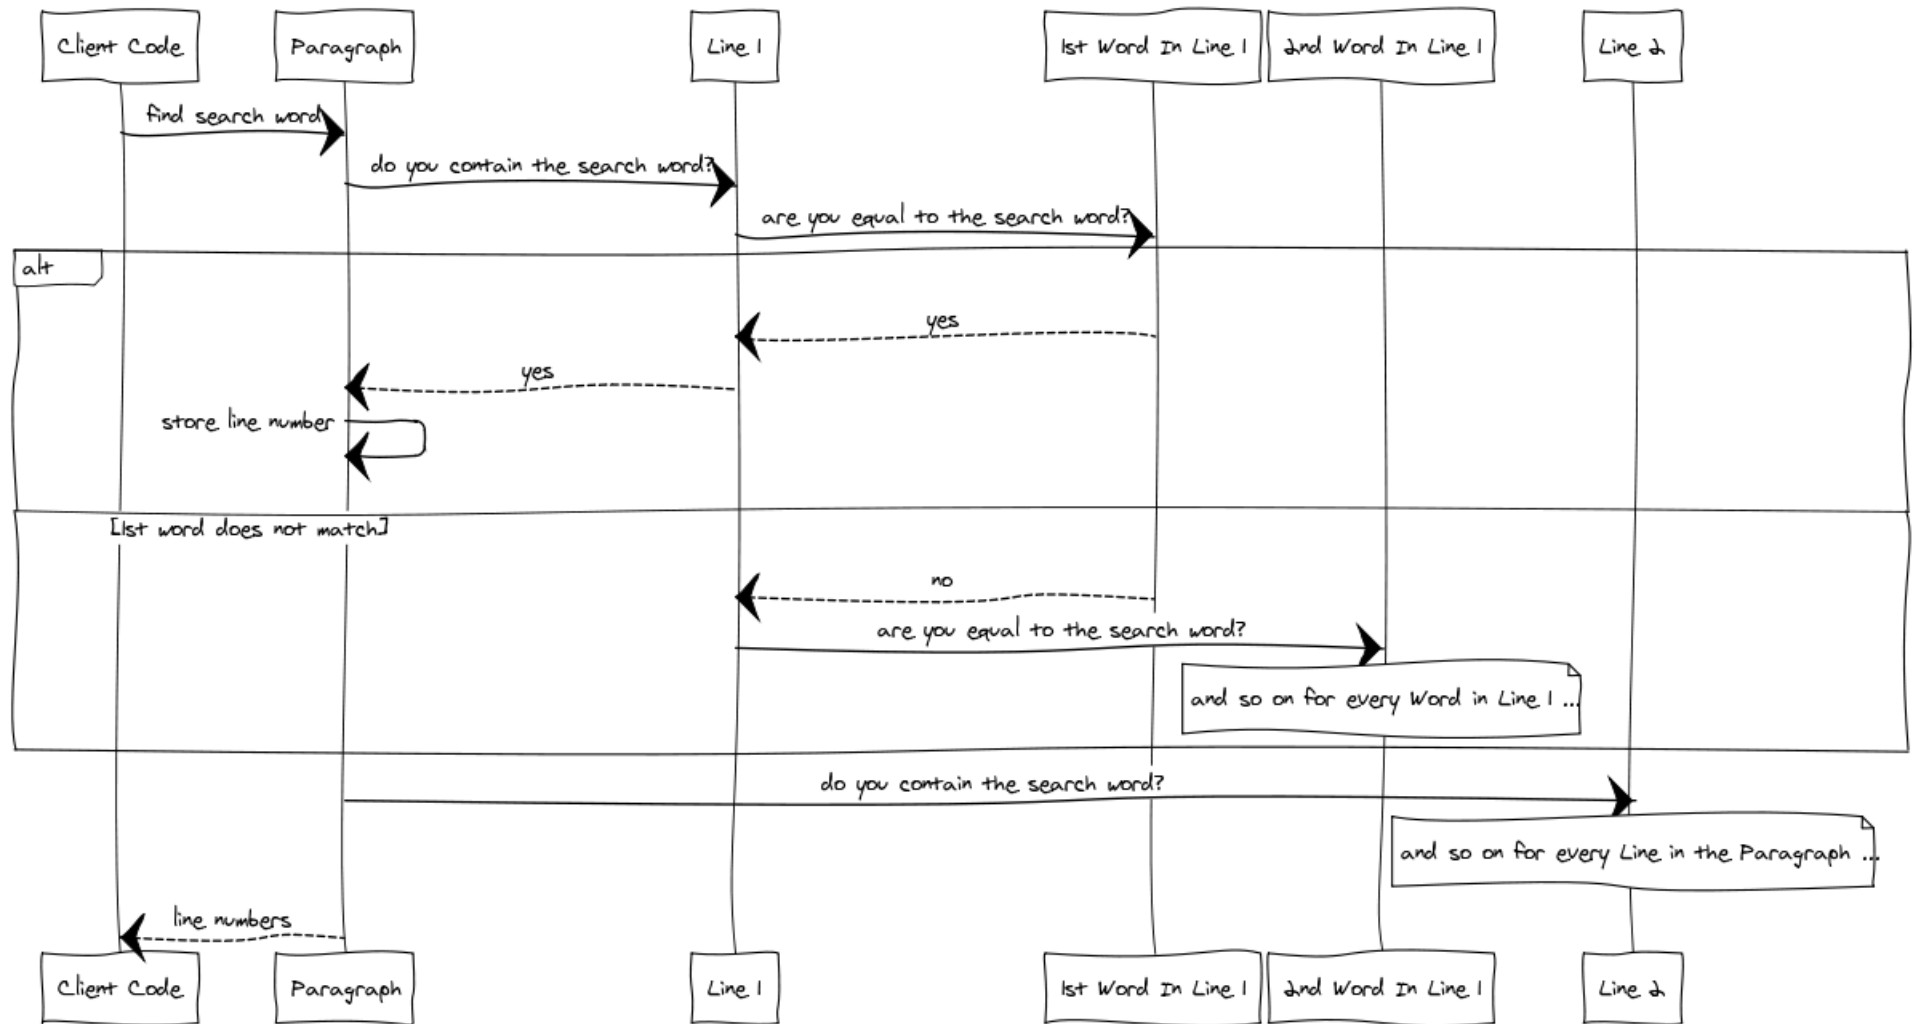 Client Code
Paragraph
Line 1
1st Word In Line 1
2nd Word In Line 1
Line 2
find search word
do you contain the search word?
are you equal to the search word?
alt
yes
yes
store line number
[1st word does not match]
no
are you equal to the search word?
and so on for every Word in Line 1 ...
do you contain the search word?
and so on for every Line in the Paragraph ...
line numbers
Client Code
Paragraph
Line 1
1st Word In Line 1
2nd Word In Line 1
Line 2